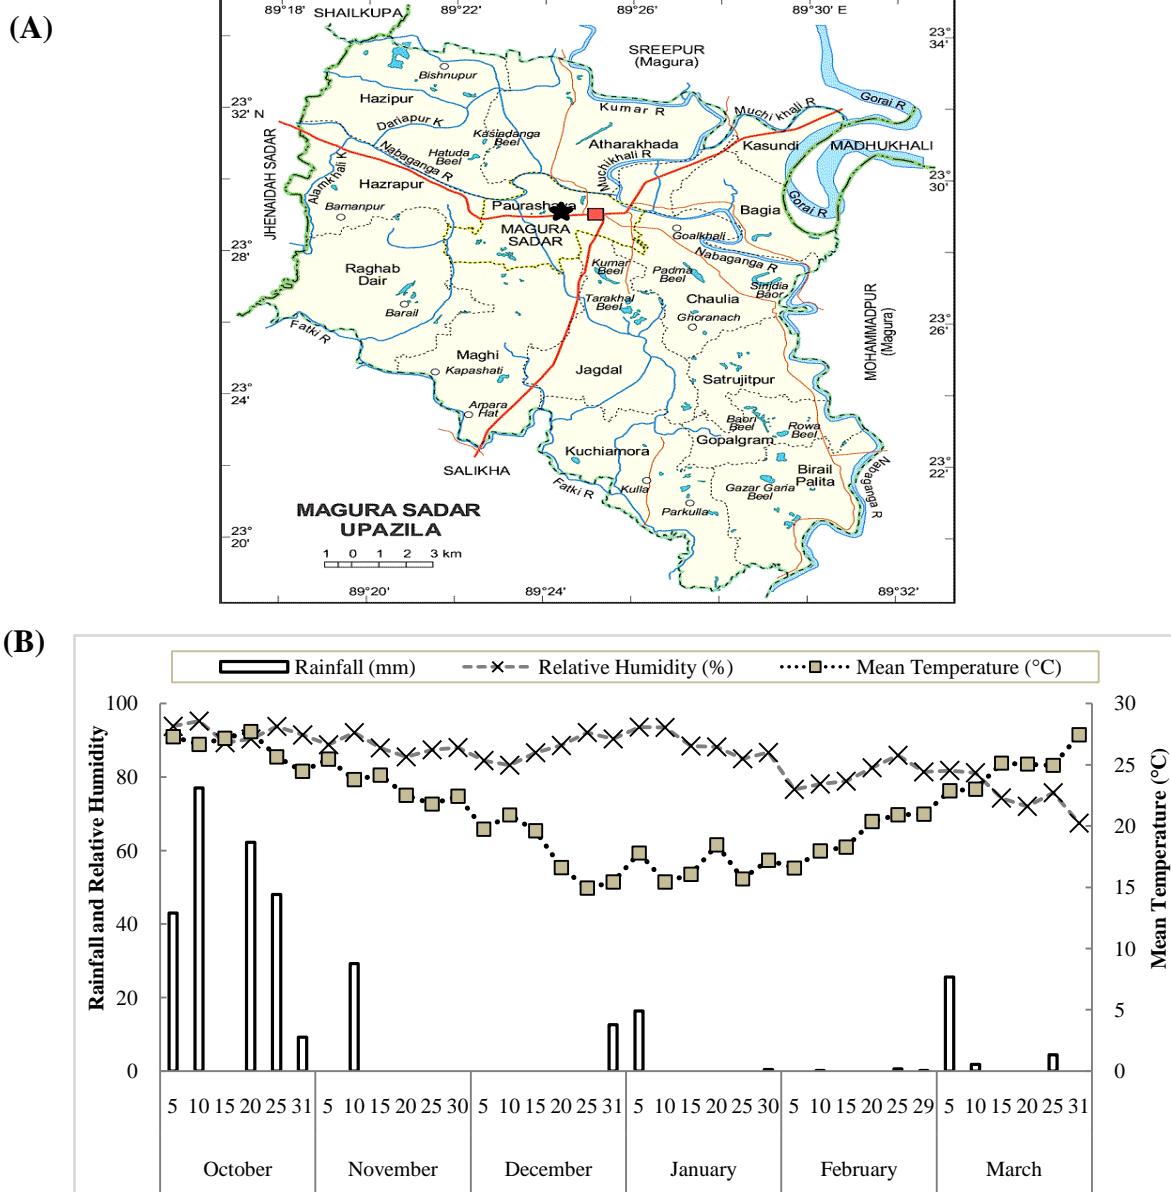 (A)
89°18'
89°22'
89°26'
89°30' E
SHAILKUPA
SREEPUR
(Magura)
23°
34'
Bishnupur
Hazipur
Kumar R
Muchi khali R
Gorai R
23°
32' N
Dariapur K
Kasiadanga
Beel
Atharakhada
Kasundi
MADHUKHALI
JHENAIDAH SADAR
Nabaganga R
Hatuda
Beel
Muchikhali R
Alamkhali K
Hazrapur
23°
30'
Bamanpur
Paurashava
Bagia
Gorai R
MAGURA
SADAR
Goalkhali
23°
28'
Nabaganga R
Raghab
Dair
Kumar
Beel
Padma
Beel
Sirijdia
Baor
Barail
Tarakhal
Beel
Chaulia
Ghoranach
MOHAMMADPUR
(Magura)
23°
26'
Fatki R
Maghi
Kapashati
Jagdal
Satrujitpur
23°
24'
Arpara
Hat
Baori
Beel
Rowa
Beel
Gopalgram
Kuchiamora
SALIKHA
Birail
Palita
23°
22'
Fatki R
Kulla
Gazar Garia
Beel
Nabaganga R
Parkulla
MAGURA SADAR
UPAZILA
23°
20'
1 0 1 2 3 km
89°20'
89°24'
89°32'
(B)
Rainfall (mm) Relative Humidity (%) Mean Temperature (°C)
Rainfall and Relative Humidity
100
80
60
40
20
0
30
25
20
15
10
5
0
Mean Temperature (°C)
5 10 15 20 25 31 5 10 15 20 25 30 5 10 15 20 25 31 5 10 15 20 25 30 5 10 15 20 25 29 5 10 15 20 25 31
October November December January February March